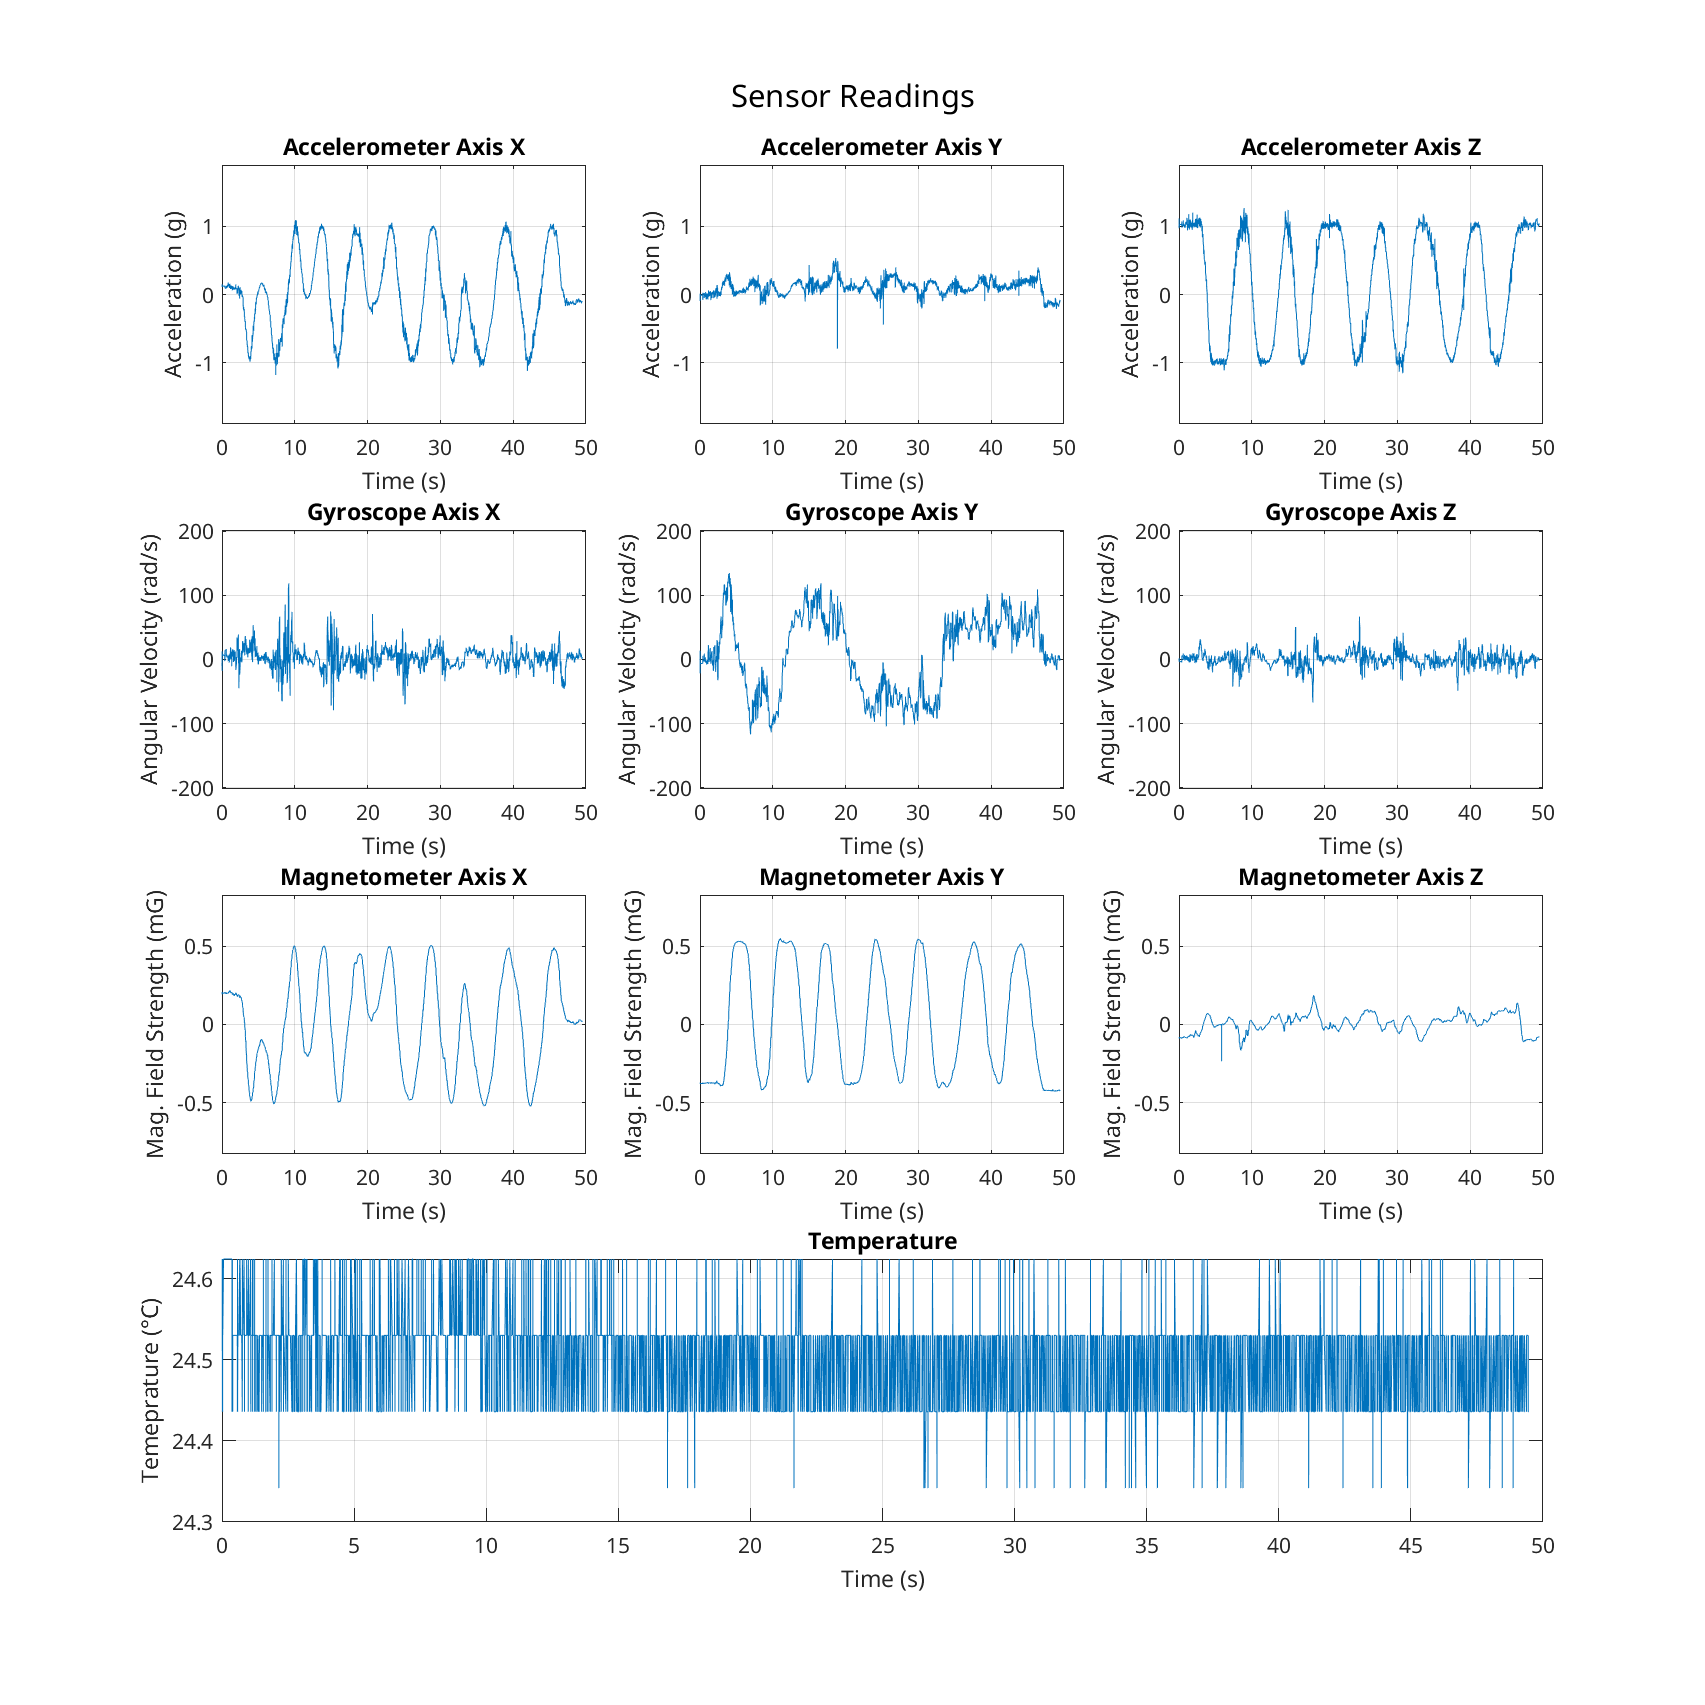 Sensor Readings
Accelerometer Axis X
Acceleration (g)
1
0
-1
0 10 20 30 40 50
Time (s)
Accelerometer Axis Y
Acceleration (g)
1
0
-1
0 10 20 30 40 50
Time (s)
Accelerometer Axis Z
Acceleration (g)
1
0
-1
0 10 20 30 40 50
Time (s)
Gyroscope Axis X
Angular Velocity (rad/s)
200
100
0
-100
-200
0 10 20 30 40 50
Time (s)
Gyroscope Axis Y
Angular Velocity (rad/s)
200
100
0
-100
-200
0 10 20 30 40 50
Time (s)
Gyroscope Axis Z
Angular Velocity (rad/s)
200
100
0
-100
-200
0 10 20 30 40 50
Time (s)
Magnetometer Axis X
Mag. Field Strength (mG)
0.5
0
-0.5
0 10 20 30 40 50
Time (s)
Magnetometer Axis Y
Mag. Field Strength (mG)
0.5
0
-0.5
0 10 20 30 40 50
Time (s)
Magnetometer Axis Z
Mag. Field Strength (mG)
0.5
0
-0.5
0 10 20 30 40 50
Time (s)
Temperature
Temeprature (°C)
24.6
24.5
24.4
24.3
0 5 10 15 20 25 30 35 40 45 50
Time (s)